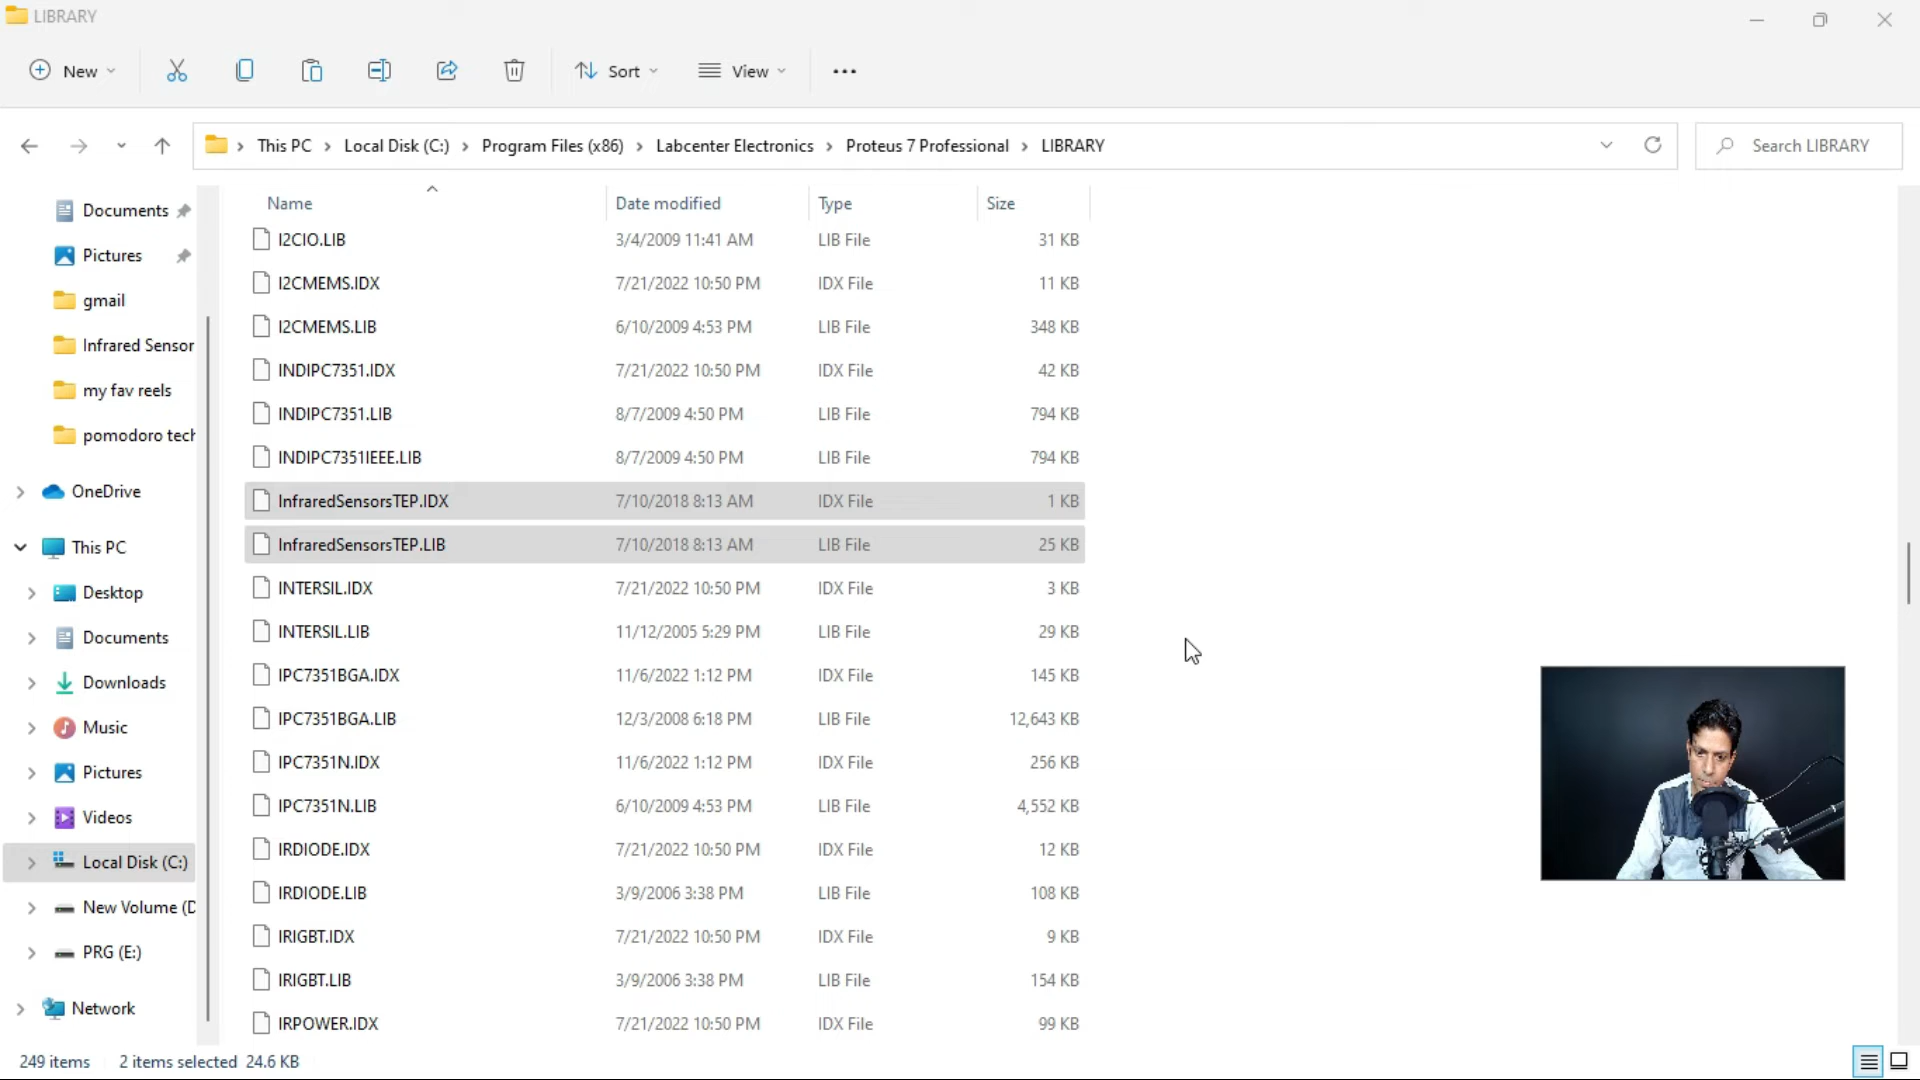 LIBRARY
New
Sort
View
This PC
Local Disk (C:)
Program Files (x86)
Labcenter Electronics
Proteus 7 Professional
LIBRARY
Search LIBRARY
Documents
Pictures
gmail
Infrared Sensor
my fav reels
pomodoro tech
OneDrive
This PC
Desktop
Documents
Downloads
Music
Pictures
Videos
Local Disk (C:)
New Volume (D
PRG (E:)
Network
Name Date modified Type Size
I2CIO.LIB 3/4/2009 11:41 AM LIB File 31 KB
I2CMEMS.IDX 7/21/2022 10:50 PM IDX File 11 KB
I2CMEMS.LIB 6/10/2009 4:53 PM LIB File 348 KB
INDIPC7351.IDX 7/21/2022 10:50 PM IDX File 42 KB
INDIPC7351.LIB 8/7/2009 4:50 PM LIB File 794 KB
INDIPC7351IEEE.LIB 8/7/2009 4:50 PM LIB File 794 KB
InfraredSensorsTEP.IDX 7/10/2018 8:13 AM IDX File 1 KB
InfraredSensorsTEP.LIB 7/10/2018 8:13 AM LIB File 25 KB
INTERSIL.IDX 7/21/2022 10:50 PM IDX File 3 KB
INTERSIL.LIB 11/12/2005 5:29 PM LIB File 29 KB
IPC7351BGA.IDX 11/6/2022 1:12 PM IDX File 145 KB
IPC7351BGA.LIB 12/3/2008 6:18 PM LIB File 12,643 KB
IPC7351N.IDX 11/6/2022 1:12 PM IDX File 256 KB
IPC7351N.LIB 6/10/2009 4:53 PM LIB File 4,552 KB
IRDIODE.IDX 7/21/2022 10:50 PM IDX File 12 KB
IRDIODE.LIB 3/9/2006 3:38 PM LIB File 108 KB
IRIGBT.IDX 7/21/2022 10:50 PM IDX File 9 KB
IRIGBT.LIB 3/9/2006 3:38 PM LIB File 154 KB
IRPOWER.IDX 7/21/2022 10:50 PM IDX File 99 KB
249 items 2 items selected 24.6 KB